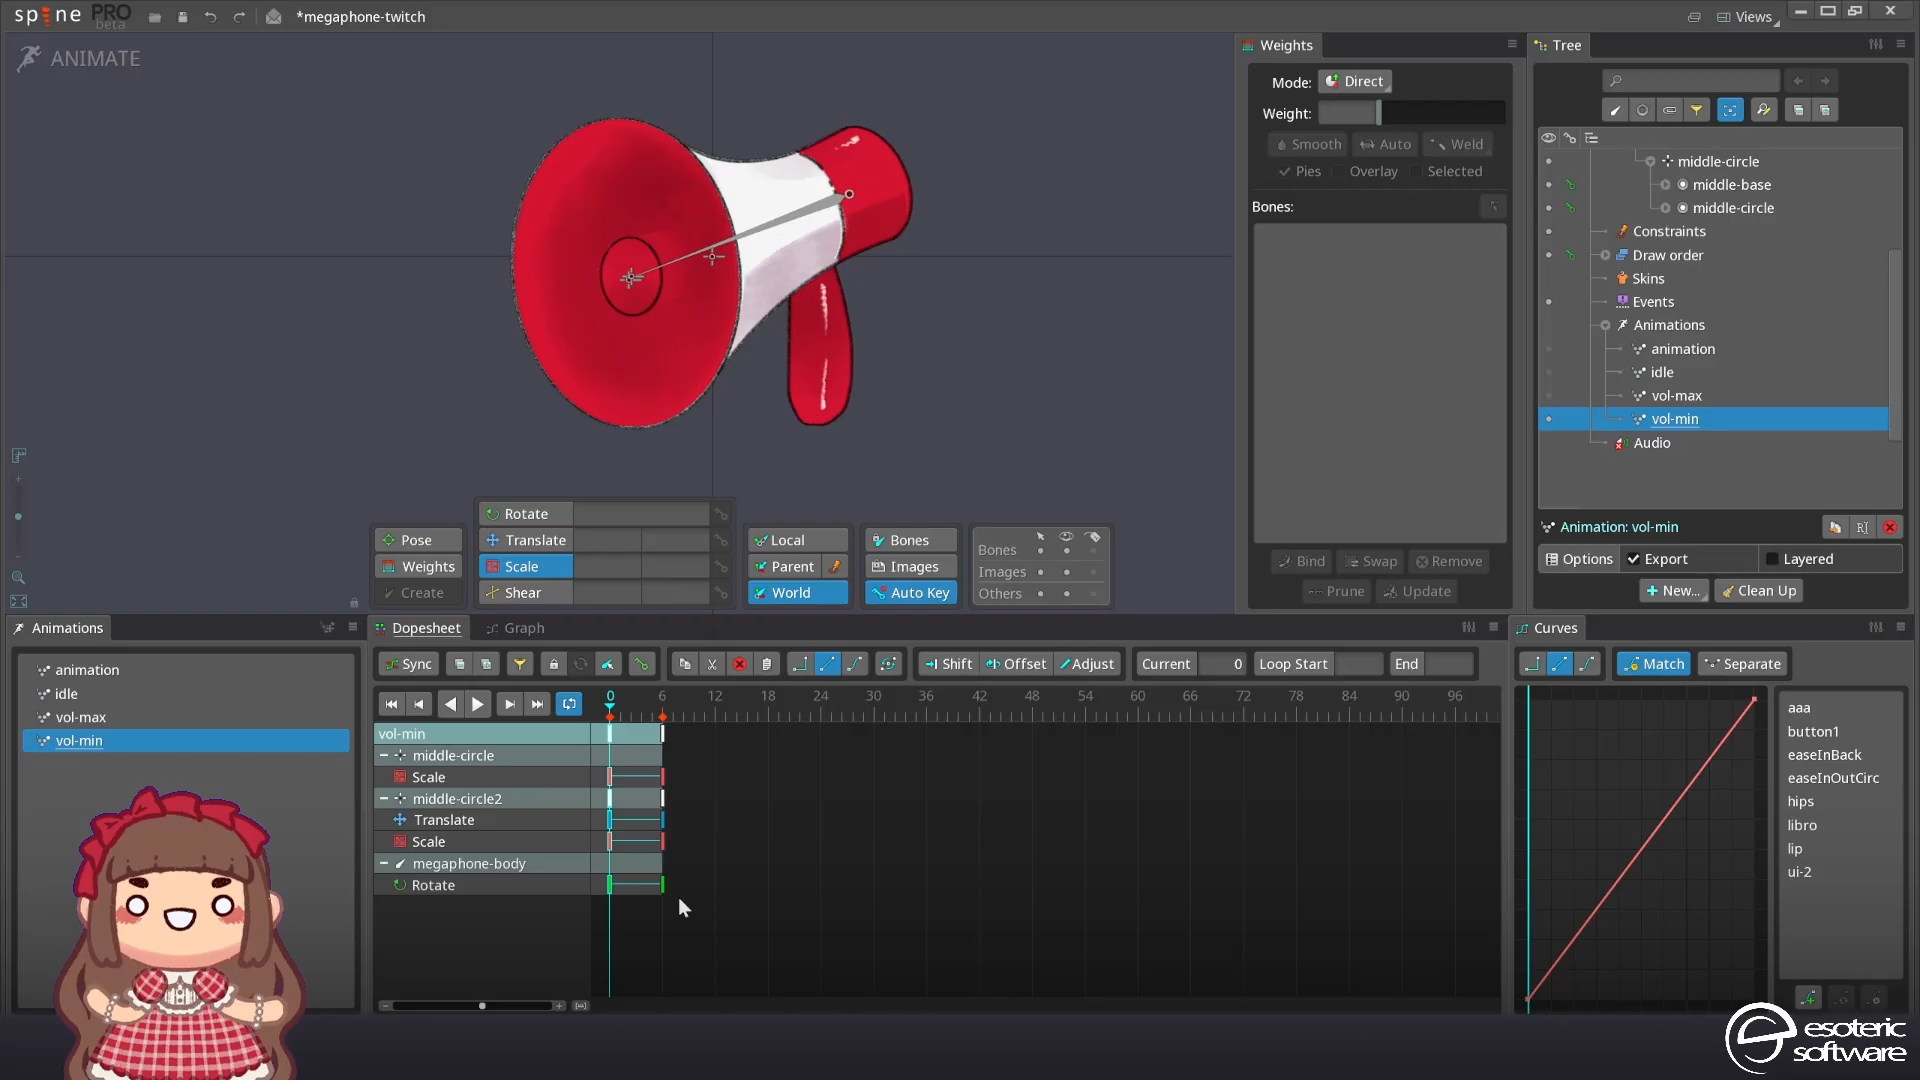 spine PRO beta
*megaphone-twitch
Views
ANIMATE
Rotate
Pose
Translate
Weights
Scale
Create
Shear
Local
Parent
World
Bones
Images
Auto Key
Bones
Images
Others
Weights
Mode: Direct
Weight:
Smooth Auto Weld
Pies Overlay Selected
Bones:
Bind Swap Remove
Prune Update
Tree
middle-circle
middle-base
middle-circle
Constraints
Draw order
Skins
Events
Animations
animation
idle
vol-max
vol-min
Audio
Animation: vol-min
Options Export Layered
New... Clean Up
Animations
animation
idle
vol-max
vol-min
Dopesheet Graph
Sync Shift Offset Adjust Current 0 Loop Start End
0 6 12 18 24 30 36 42 48 54 60 66 72 78 84 90 96
vol-min
middle-circle
Scale
middle-circle2
Translate
Scale
megaphone-body
Rotate
Curves
Match Separate
aaa
button1
easeInBack
easeInOutCirc
hips
libro
lip
ui-2
esoteric
software